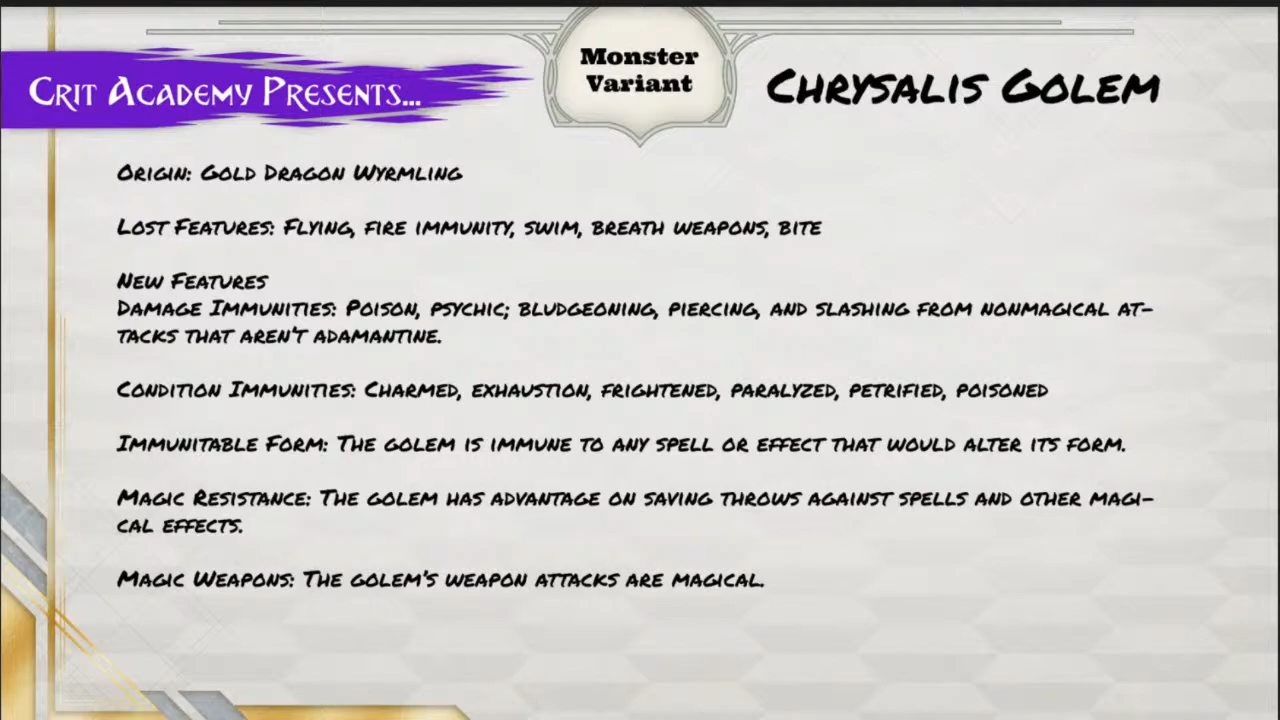 Monster
Variant
Crit Academy Presents...
Chrysalis Golem
Origin: Gold Dragon Wyrmling
Lost Features: Flying, fire immunity, swim, breath weapons, bite
New Features
Damage Immunities: Poison, psychic; bludgeoning, piercing, and slashing from nonmagical at-
tacks that aren't adamantine.
Condition Immunities: Charmed, exhaustion, frightened, paralyzed, petrified, poisoned
Immunitable Form: The golem is immune to any spell or effect that would alter its form.
Magic Resistance: The golem has advantage on saving throws against spells and other magi-
cal effects.
Magic Weapons: The golem's weapon attacks are magical.